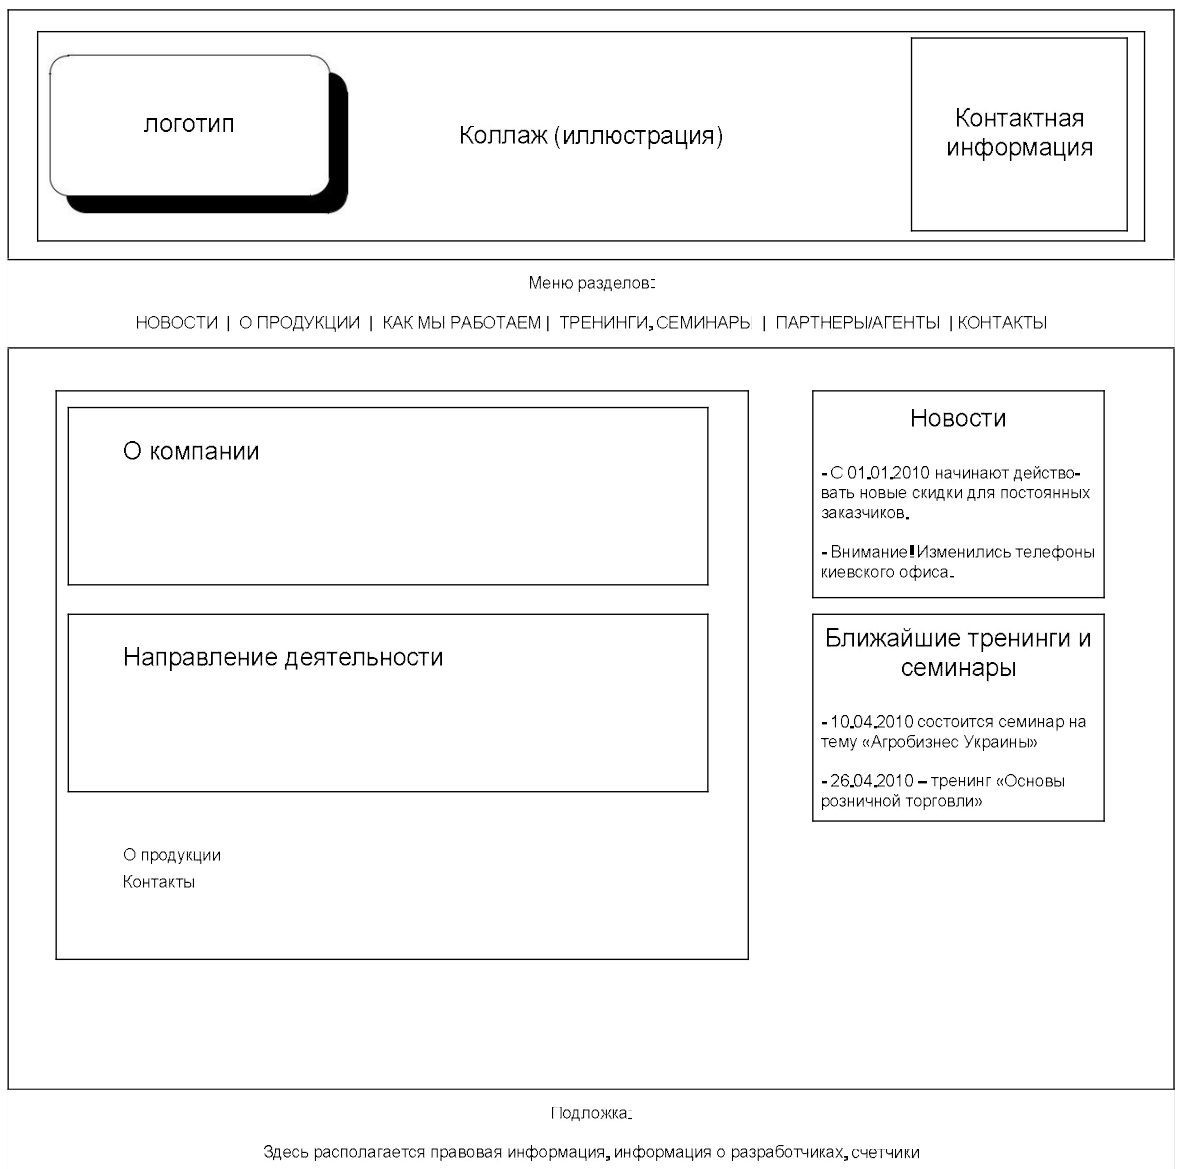 логотип
Коллаж (иллюстрация)
Контактная
информация
Меню разделов:
НОВОСТИ | О ПРОДУКЦИИ | КАК МЫ РАБОТАЕМ | ТРЕНИНГИ, СЕМИНАРЫ | ПАРТНЕРЫ/АГЕНТЫ | КОНТАКТЫ
О компании
Направление деятельности
О продукции
Контакты
Новости
- С 01.01.2010 начинают действо-
вать новые скидки для постоянных
заказчиков.
- Внимание! Изменились телефоны
киевского офиса.
Ближайшие тренинги и
семинары
- 10.04.2010 состоится семинар на
тему «Агробизнес Украины»
- 26.04.2010 – тренинг «Основы
розничной торговли»
Подложка:
Здесь располагается правовая информация, информация о разработчиках, счетчики